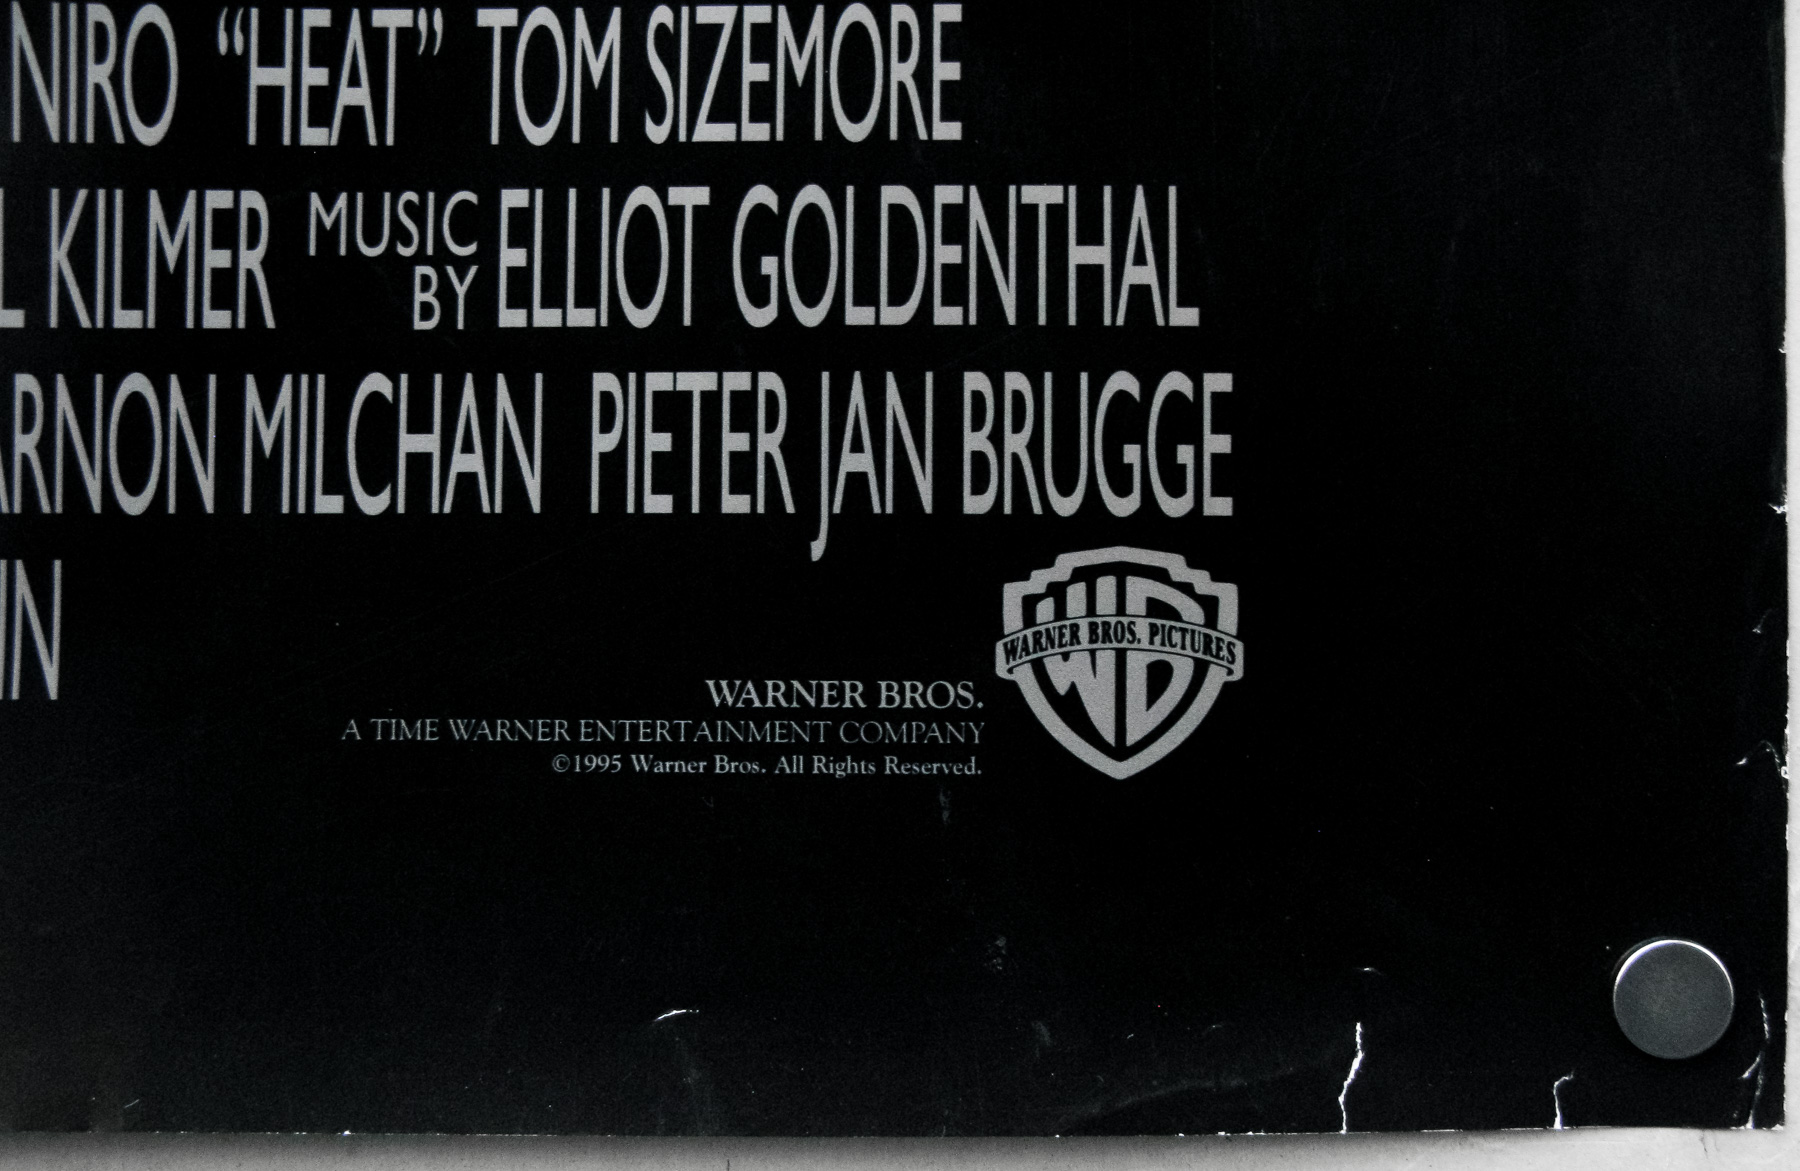 NIRO “HEAT” TOM SIZEMORE
L KILMER MUSIC BY ELLIOT GOLDENTHAL
ARNON MILCHAN PIETER JAN BRUGGE
IN
WARNER BROS. PICTURES
WB
WARNER BROS.
A TIME WARNER ENTERTAINMENT COMPANY
©1995 Warner Bros. All Rights Reserved.